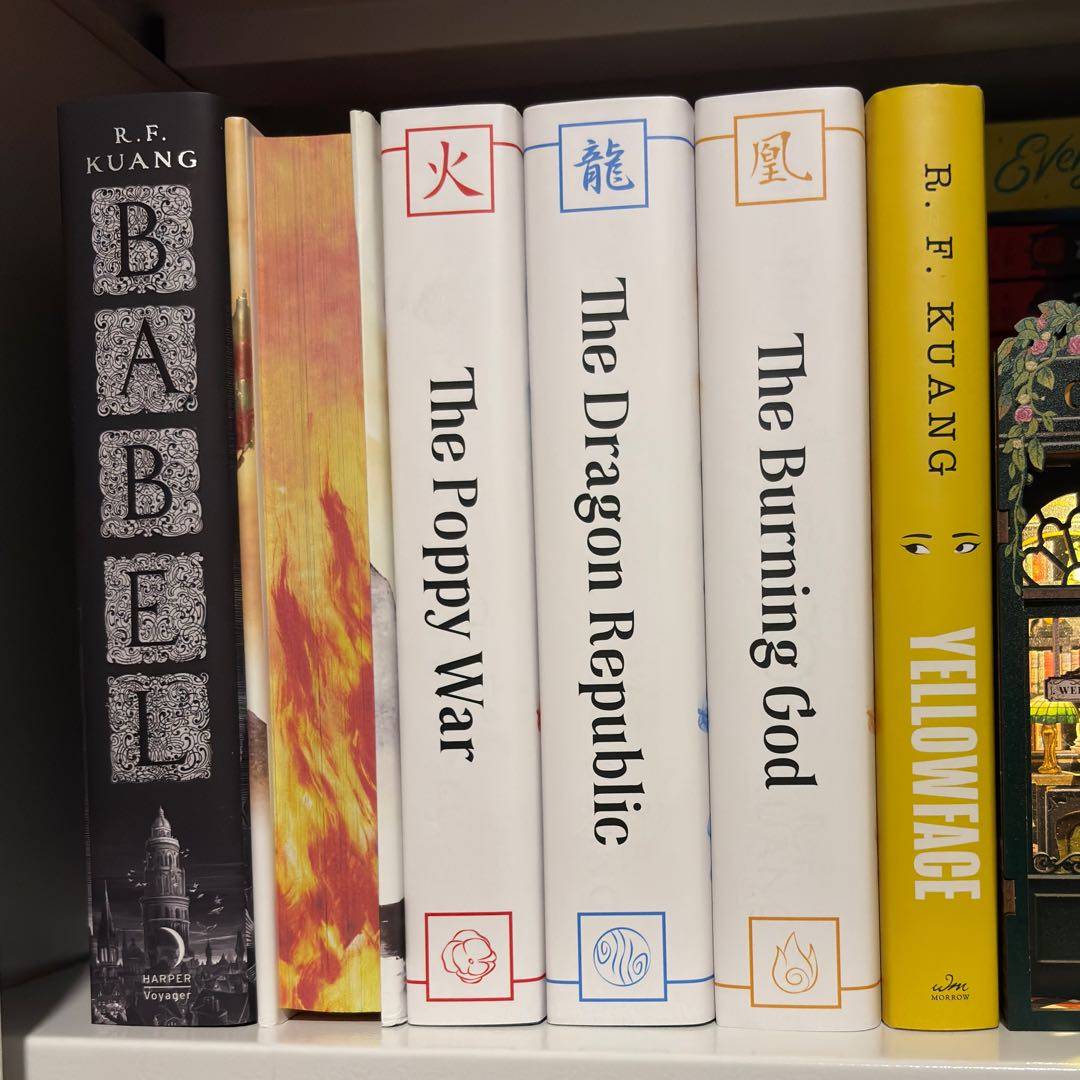 R.F.
KUANG
BABEL
HARPER
Voyager
火
The Poppy War
龍
The Dragon Republic
凰
The Burning God
R. F. KUANG
YELLOWFACE
wm
MORROW